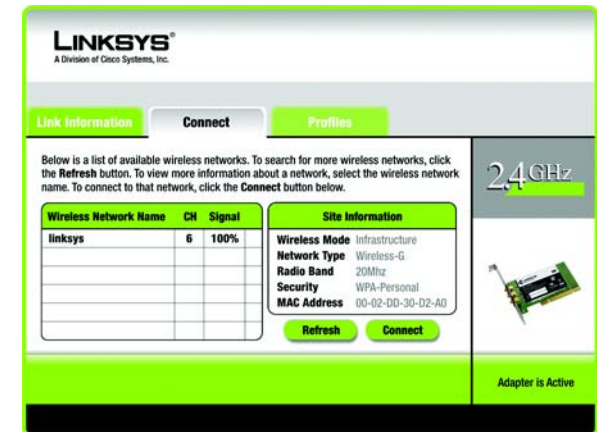 LINKSYS®
A Division of Cisco Systems, Inc.
Link Information Connect Profiles
Below is a list of available wireless networks. To search for more wireless networks, click
the Refresh button. To view more information about a network, select the wireless network
name. To connect to that network, click the Connect button below.
2,4GHz
Wireless Network Name CH Signal
linksys 6 100%
Site Information
Wireless Mode Infrastructure
Network Type Wireless-G
Radio Band 20Mhz
Security WPA-Personal
MAC Address 00-02-DD-30-D2-A0
Refresh Connect
Adapter is Active